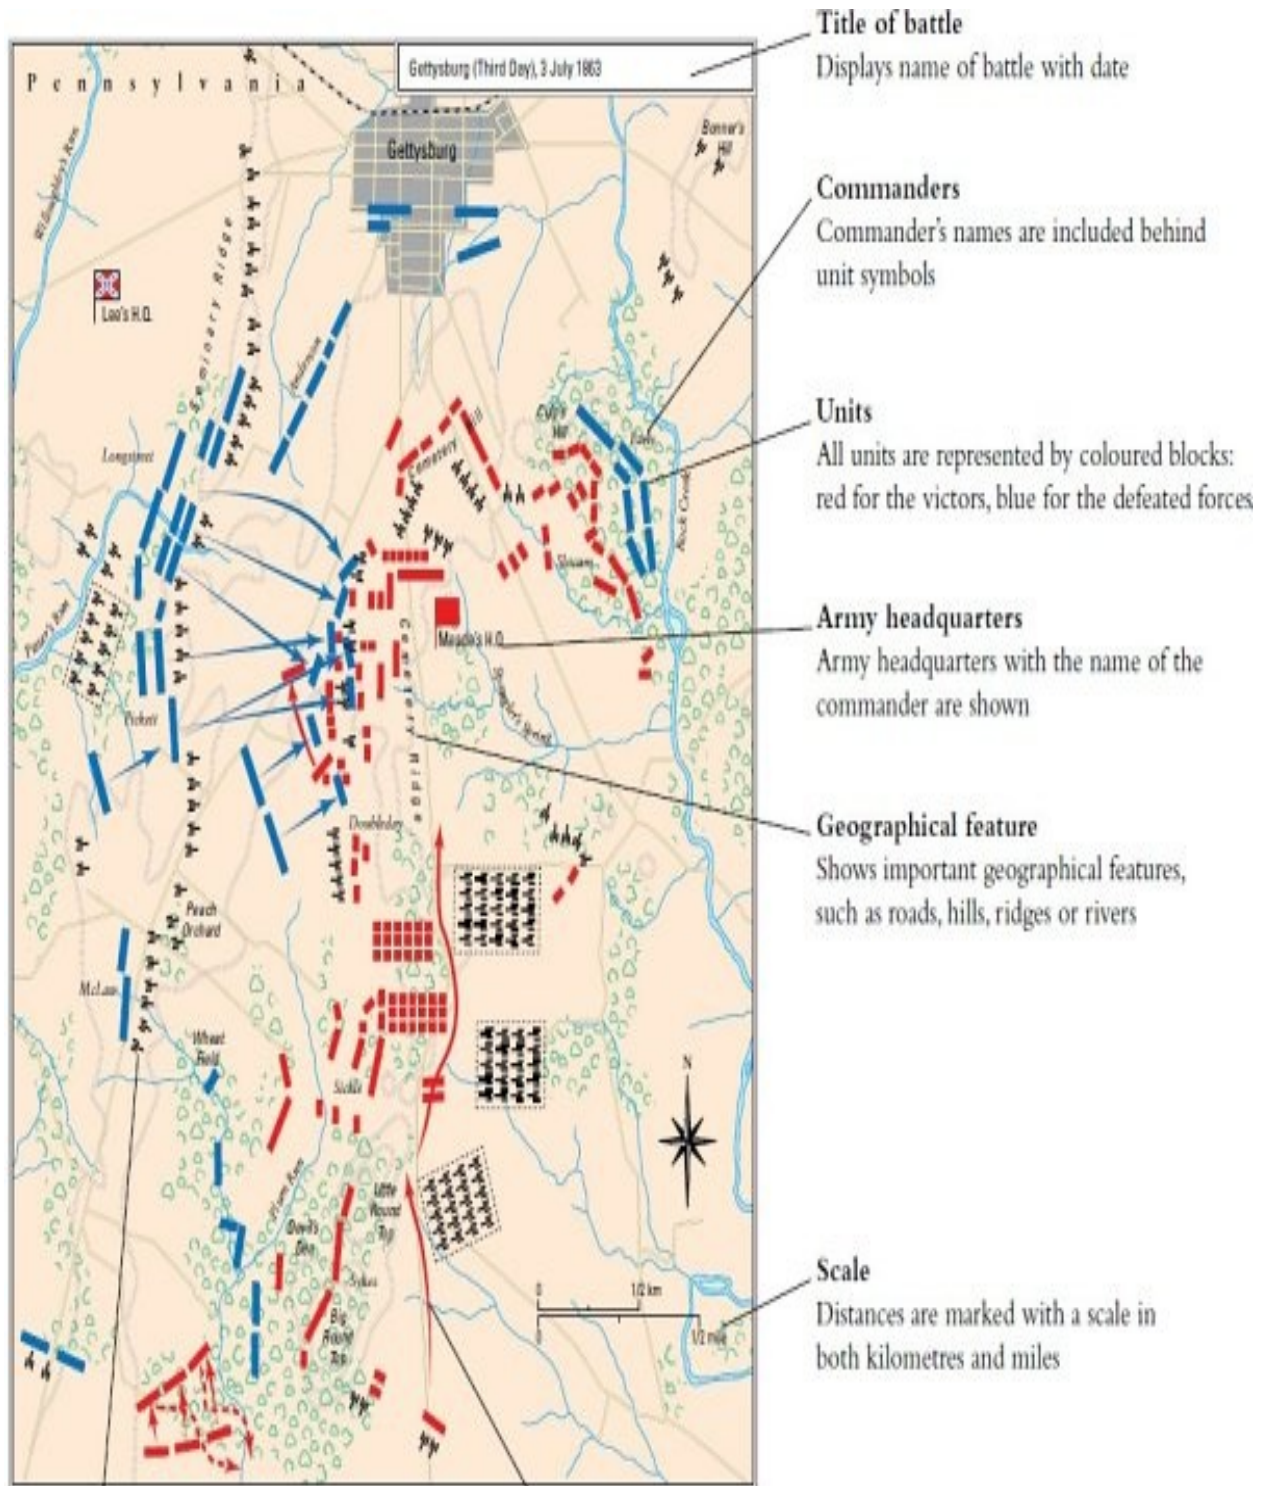 Title of battle
Displays name of battle with date
Commanders
Commander's names are included behind
unit symbols
Units
All units are represented by coloured blocks:
red for the victors, blue for the defeated forces
Army headquarters
Army headquarters with the name of the
commander are shown
Geographical feature
Shows important geographical features,
such as roads, hills, ridges or rivers
Scale
Distances are marked with a scale in
both kilometres and miles
Gettysburg (Third Day), 3 July 1863
Pennsylvania
Gettysburg
Benner's
Hill
Willoughby's Run
Seminary Ridge
Lee's H.Q.
Anderson
Longstreet
Cemetery Hill
Culp's
Hill
Rock Creek
Slocum
Meade's H.Q.
Cemetery Ridge
Pickett
Doubleday
Peach
Orchard
McLaws
Wheat
Field
Plum Run
Little
Round
Top
Devil's
Den
Sykes
Big
Round
Top
N
0
1/2 km
0
1/2 mile